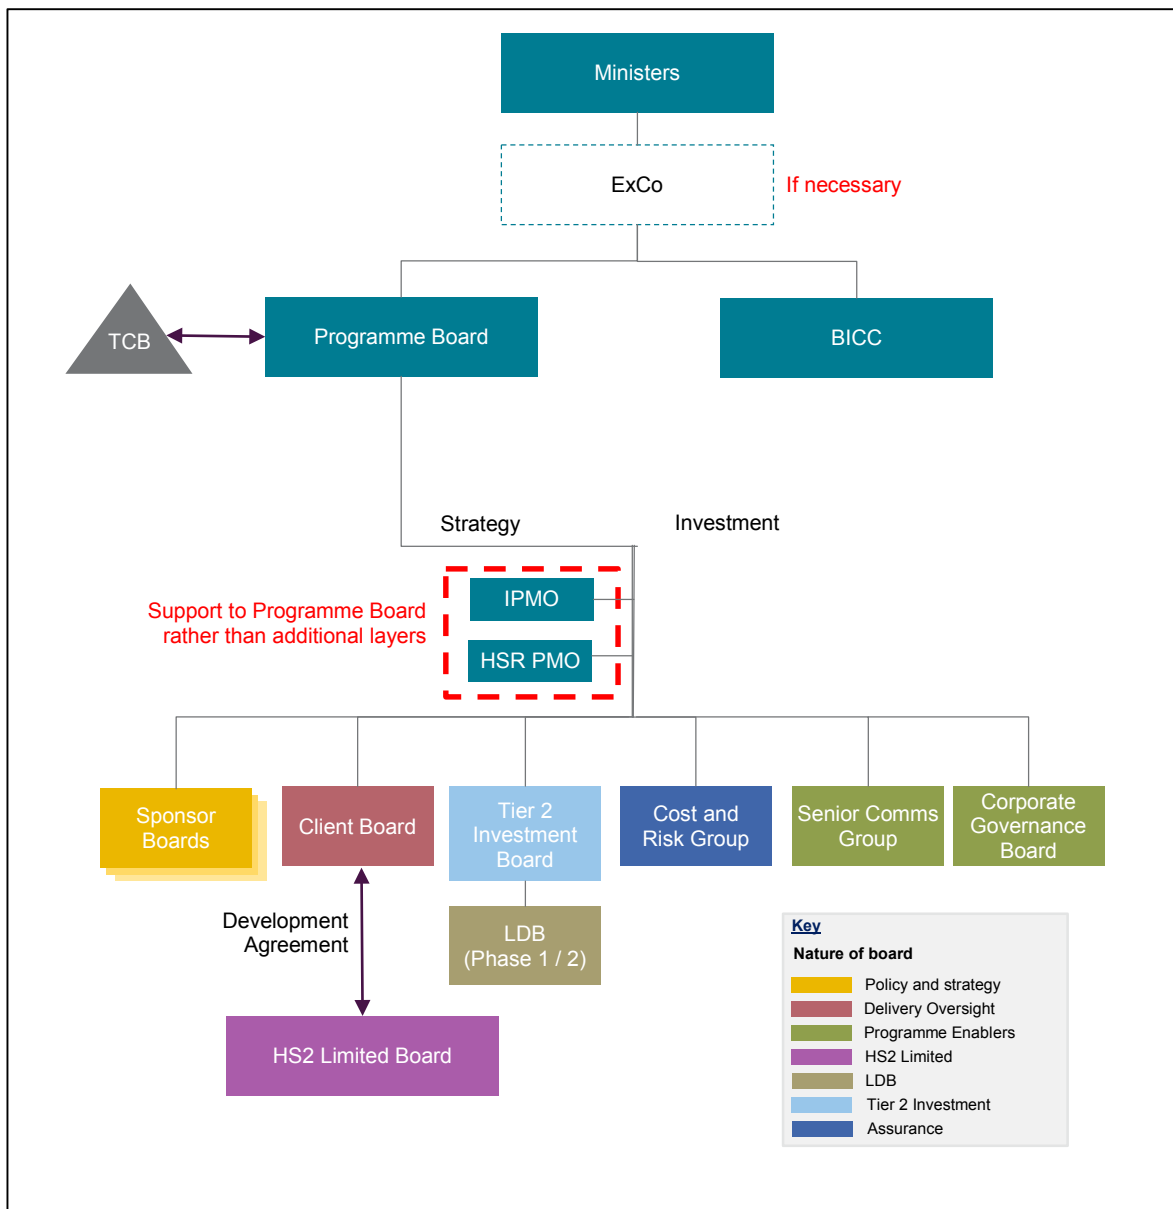 Ministers
ExCo
If necessary
TCB
Programme Board
BICC
Strategy
Investment
Support to Programme Board
rather than additional layers
IPMO
HSR PMO
Sponsor
Boards
Client Board
Tier 2
Investment
Board
Cost and
Risk Group
Senior Comms
Group
Corporate
Governance
Board
Development
Agreement
LDB
(Phase 1 / 2)
HS2 Limited Board
Key
Nature of board
Policy and strategy
Delivery Oversight
Programme Enablers
HS2 Limited
LDB
Tier 2 Investment
Assurance